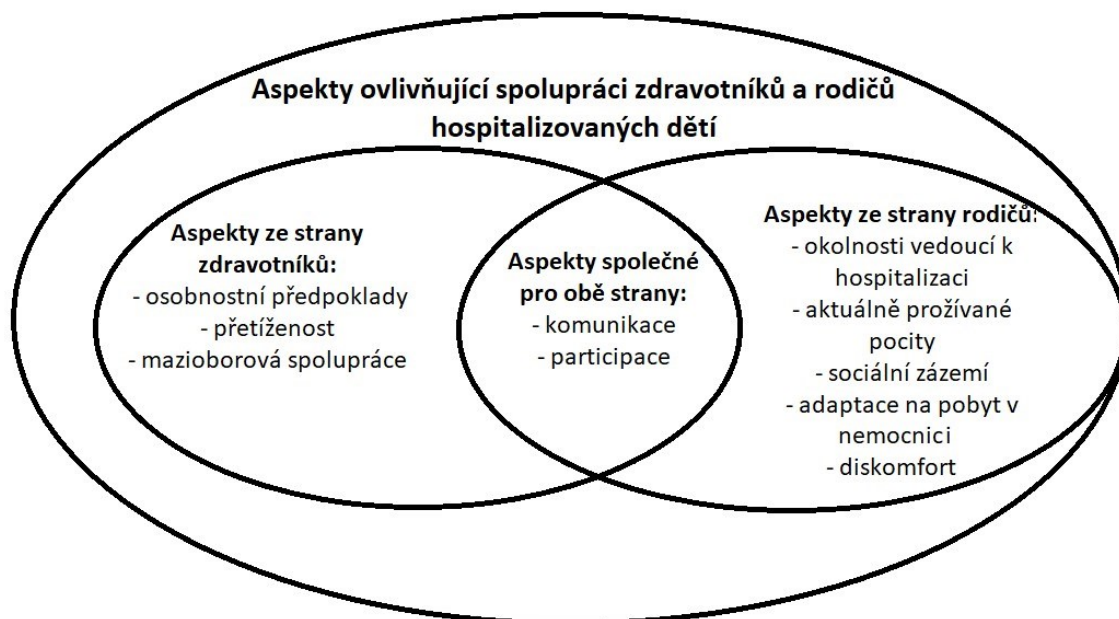 Aspekty ovlivňující spolupráci zdravotníků a rodičů
hospitalizovaných dětí
Aspekty ze strany
zdravotníků:
- osobnostní předpoklady
- přetíženost
- mazioborová spolupráce
Aspekty společné
pro obě strany:
- komunikace
- participace
Aspekty ze strany rodičů:
- okolnosti vedoucí k
hospitalizaci
- aktuálně prožívané
pocity
- sociální zázemí
- adaptace na pobyt v
nemocnici
- diskomfort